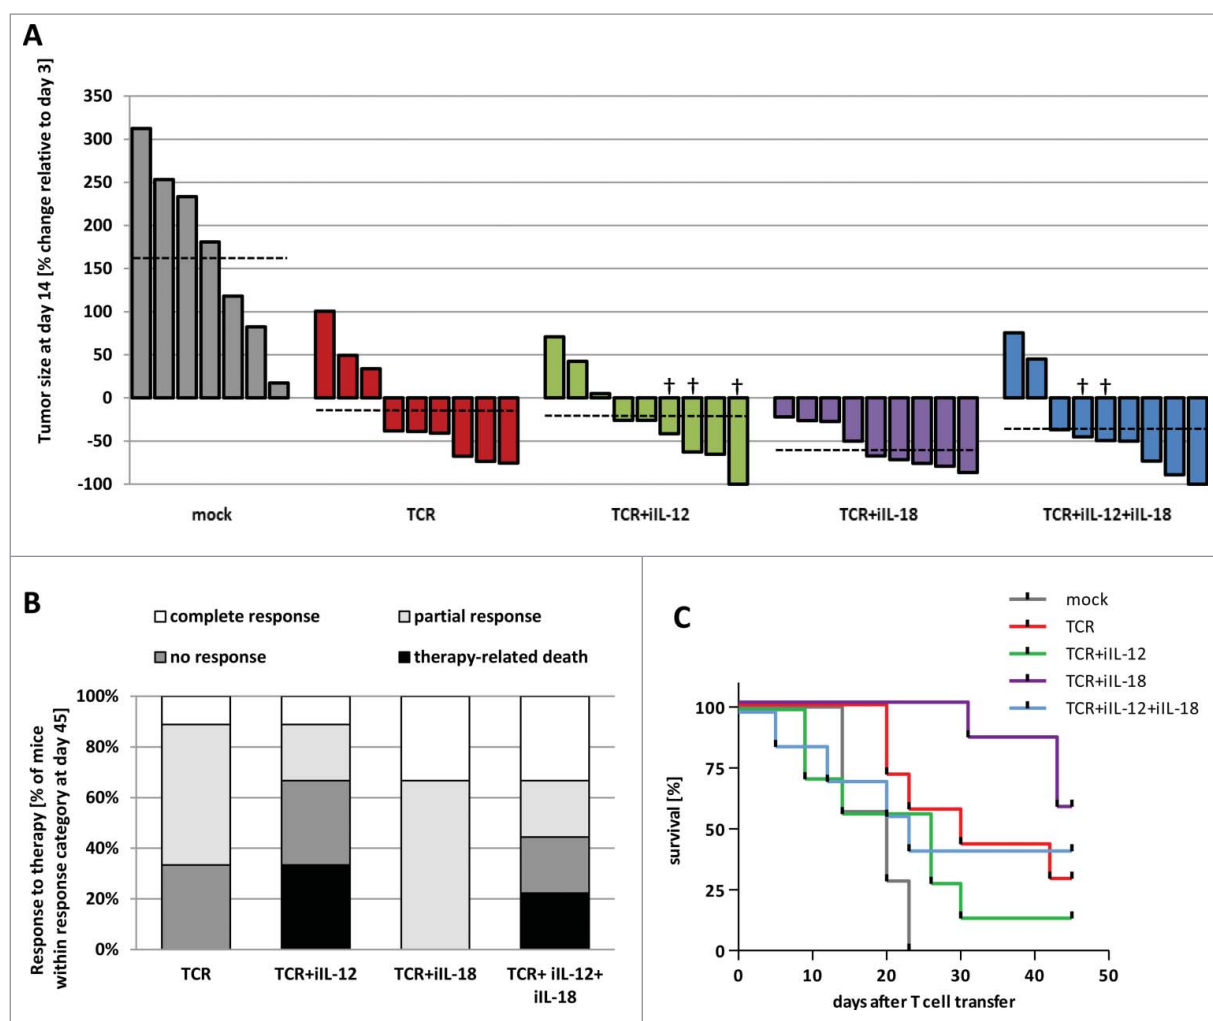 A
Tumor size at day 14 [% change relative to day 3]
350
300
250
200
150
100
50
0
-50
-100
† † †
† †
mock TCR TCR+iIL-12 TCR+iIL-18 TCR+iIL-12+iIL-18
B
complete response partial response
no response therapy-related death
Response to therapy [% of mice
within response category at day 45]
100%
80%
60%
40%
20%
0%
TCR TCR+iIL-12 TCR+iIL-18 TCR+ iIL-12+
iIL-18
C
mock
TCR
TCR+iIL-12
TCR+iIL-18
TCR+iIL-12+iIL-18
survival [%]
100
75
50
25
0
0 10 20 30 40 50
days after T cell transfer